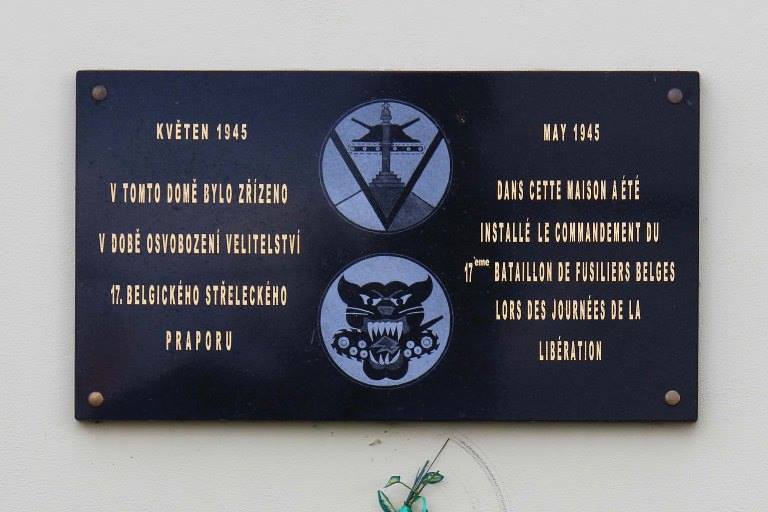 KVĚTEN 1945
V TOMTO DOMĚ BYLO ZŘÍZENO
V DOBĚ OSVOBOZENÍ VELITELSTVÍ
17. BELGICKÉHO STŘELECKÉHO
PRAPORU
MAY 1945
DANS CETTE MAISON A ÉTÉ
INSTALLÉ LE COMMANDEMENT DU
17ème BATAILLON DE FUSILIERS BELGES
LORS DES JOURNÉES DE LA
LIBÉRATION